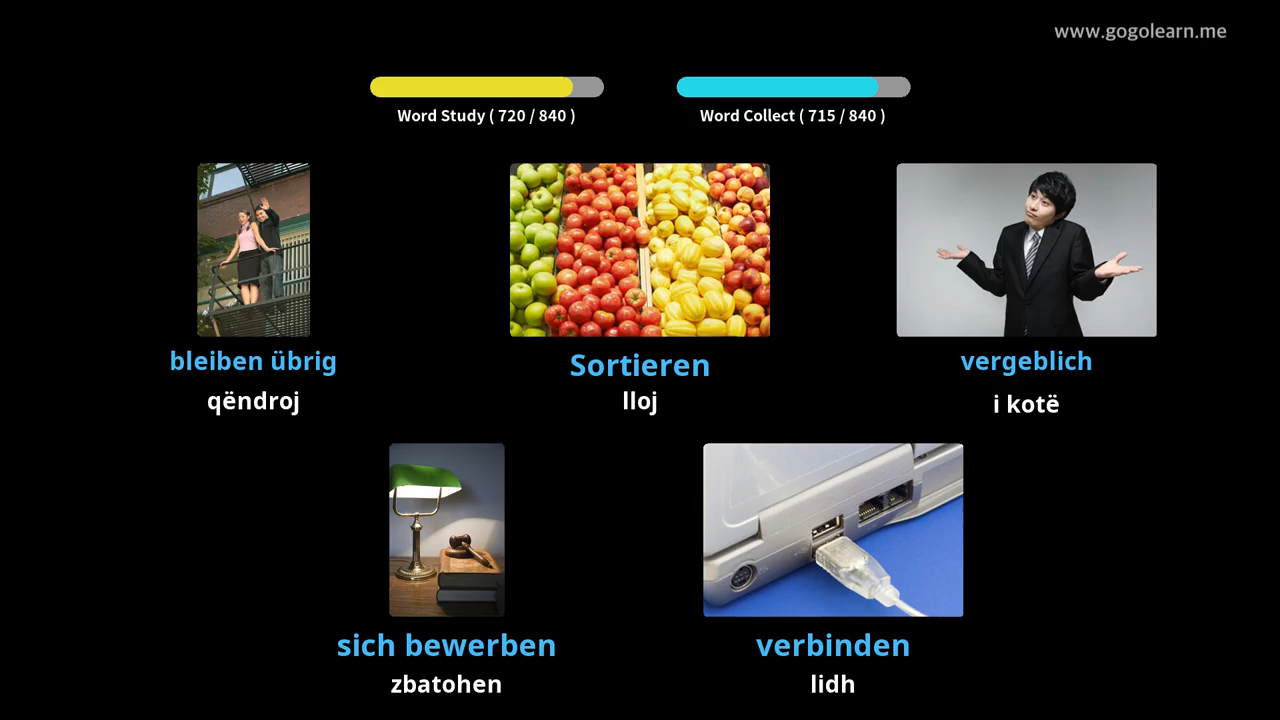 www.gogolearn.me
Word Study ( 720 / 840 )
Word Collect ( 715 / 840 )
bleiben übrig
qëndroj
Sortieren
lloj
vergeblich
i kotë
sich bewerben
zbatohen
verbinden
lidh